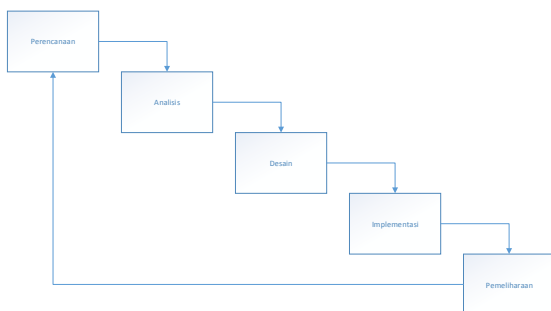 Perencanaan
Analisis
Desain
Implementasi
Pemeliharaan